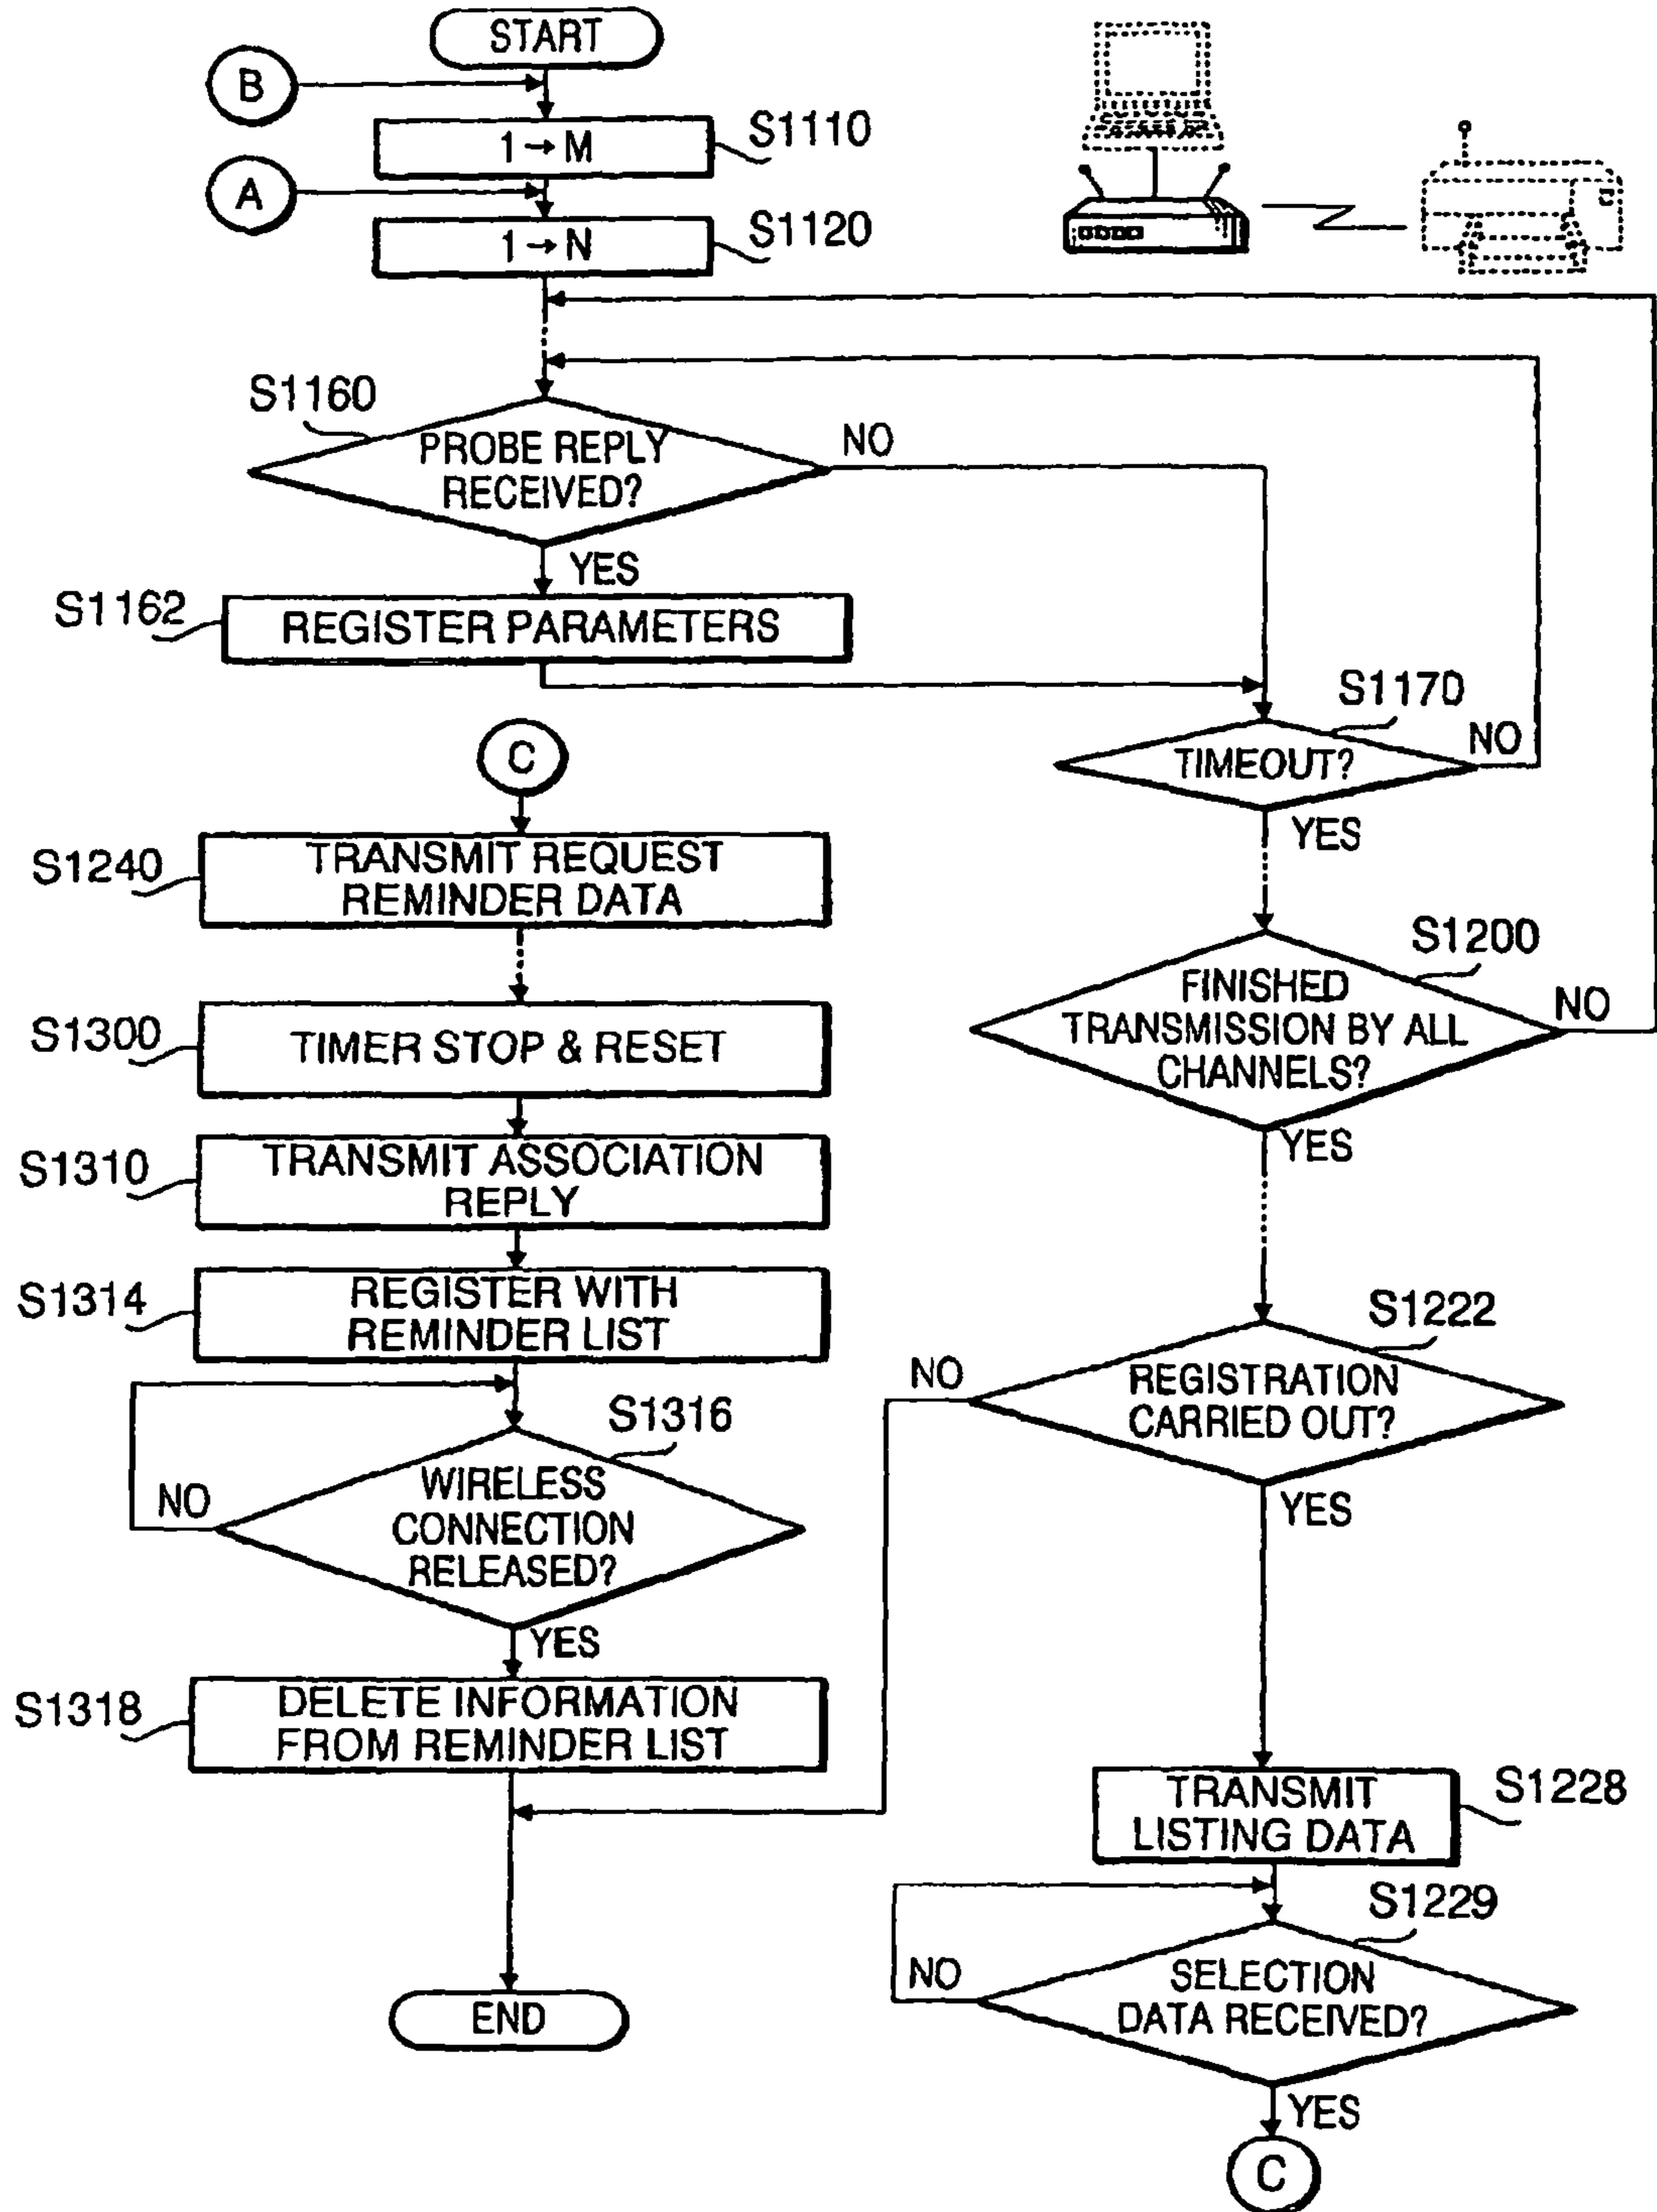 START
B
1→M
S1110
A
1→N
S1120
S1160
PROBE REPLY
RECEIVED?
NO
YES
S1162
REGISTER PARAMETERS
S1170
TIMEOUT?
NO
YES
S1200
FINISHED
TRANSMISSION BY ALL
CHANNELS?
NO
YES
S1222
REGISTRATION
CARRIED OUT?
NO
YES
S1228
TRANSMIT
LISTING DATA
S1229
SELECTION
DATA RECEIVED?
NO
YES
C
C
S1240
TRANSMIT REQUEST
REMINDER DATA
S1300
TIMER STOP & RESET
S1310
TRANSMIT ASSOCIATION
REPLY
S1314
REGISTER WITH
REMINDER LIST
S1316
WIRELESS
CONNECTION
RELEASED?
NO
YES
S1318
DELETE INFORMATION
FROM REMINDER LIST
END